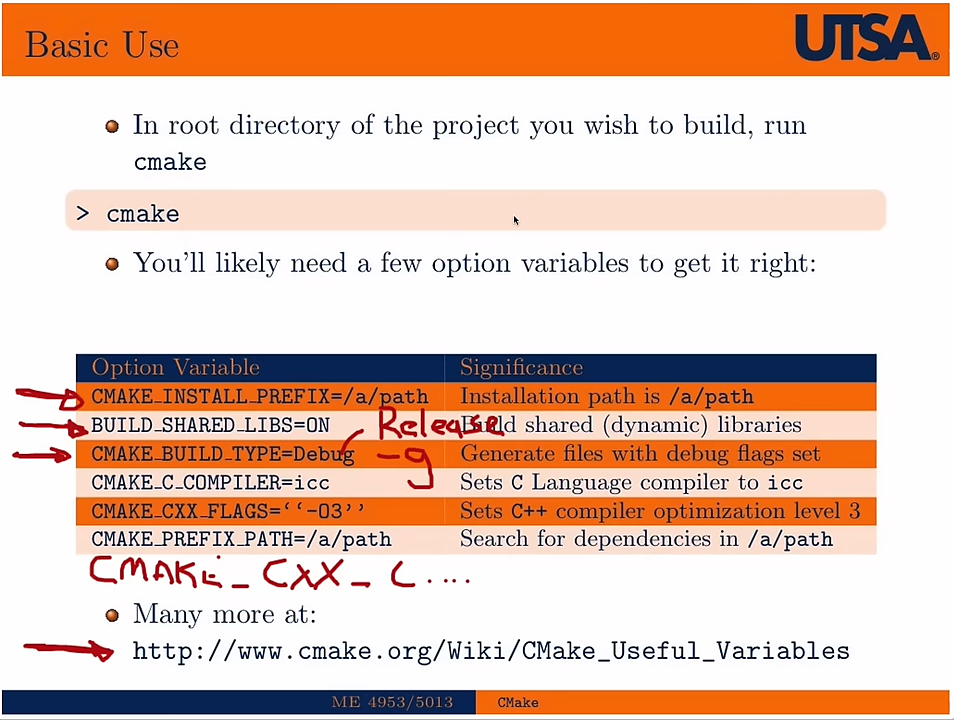 Basic Use
UTSA®
In root directory of the project you wish to build, run
cmake
> cmake
You'll likely need a few option variables to get it right:
Option Variable Significance
CMAKE_INSTALL_PREFIX=/a/path Installation path is /a/path
BUILD_SHARED_LIBS=ON Build shared (dynamic) libraries
Release
CMAKE_BUILD_TYPE=Debug Generate files with debug flags set
-g
CMAKE_C_COMPILER=icc Sets C Language compiler to icc
CMAKE_CXX_FLAGS=‘‘-O3’’ Sets C++ compiler optimization level 3
CMAKE_PREFIX_PATH=/a/path Search for dependencies in /a/path
CMAKE_CXX_C....
Many more at:
http://www.cmake.org/Wiki/CMake_Useful_Variables
ME 4953/5013 CMake